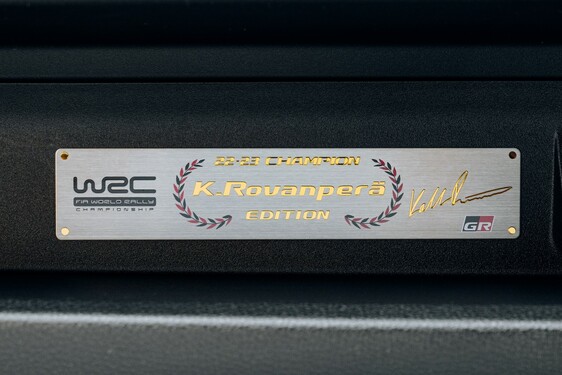 WRC
FIA WORLD RALLY
CHAMPIONSHIP
22-23 CHAMPION
K.Rovanperä
EDITION
GR